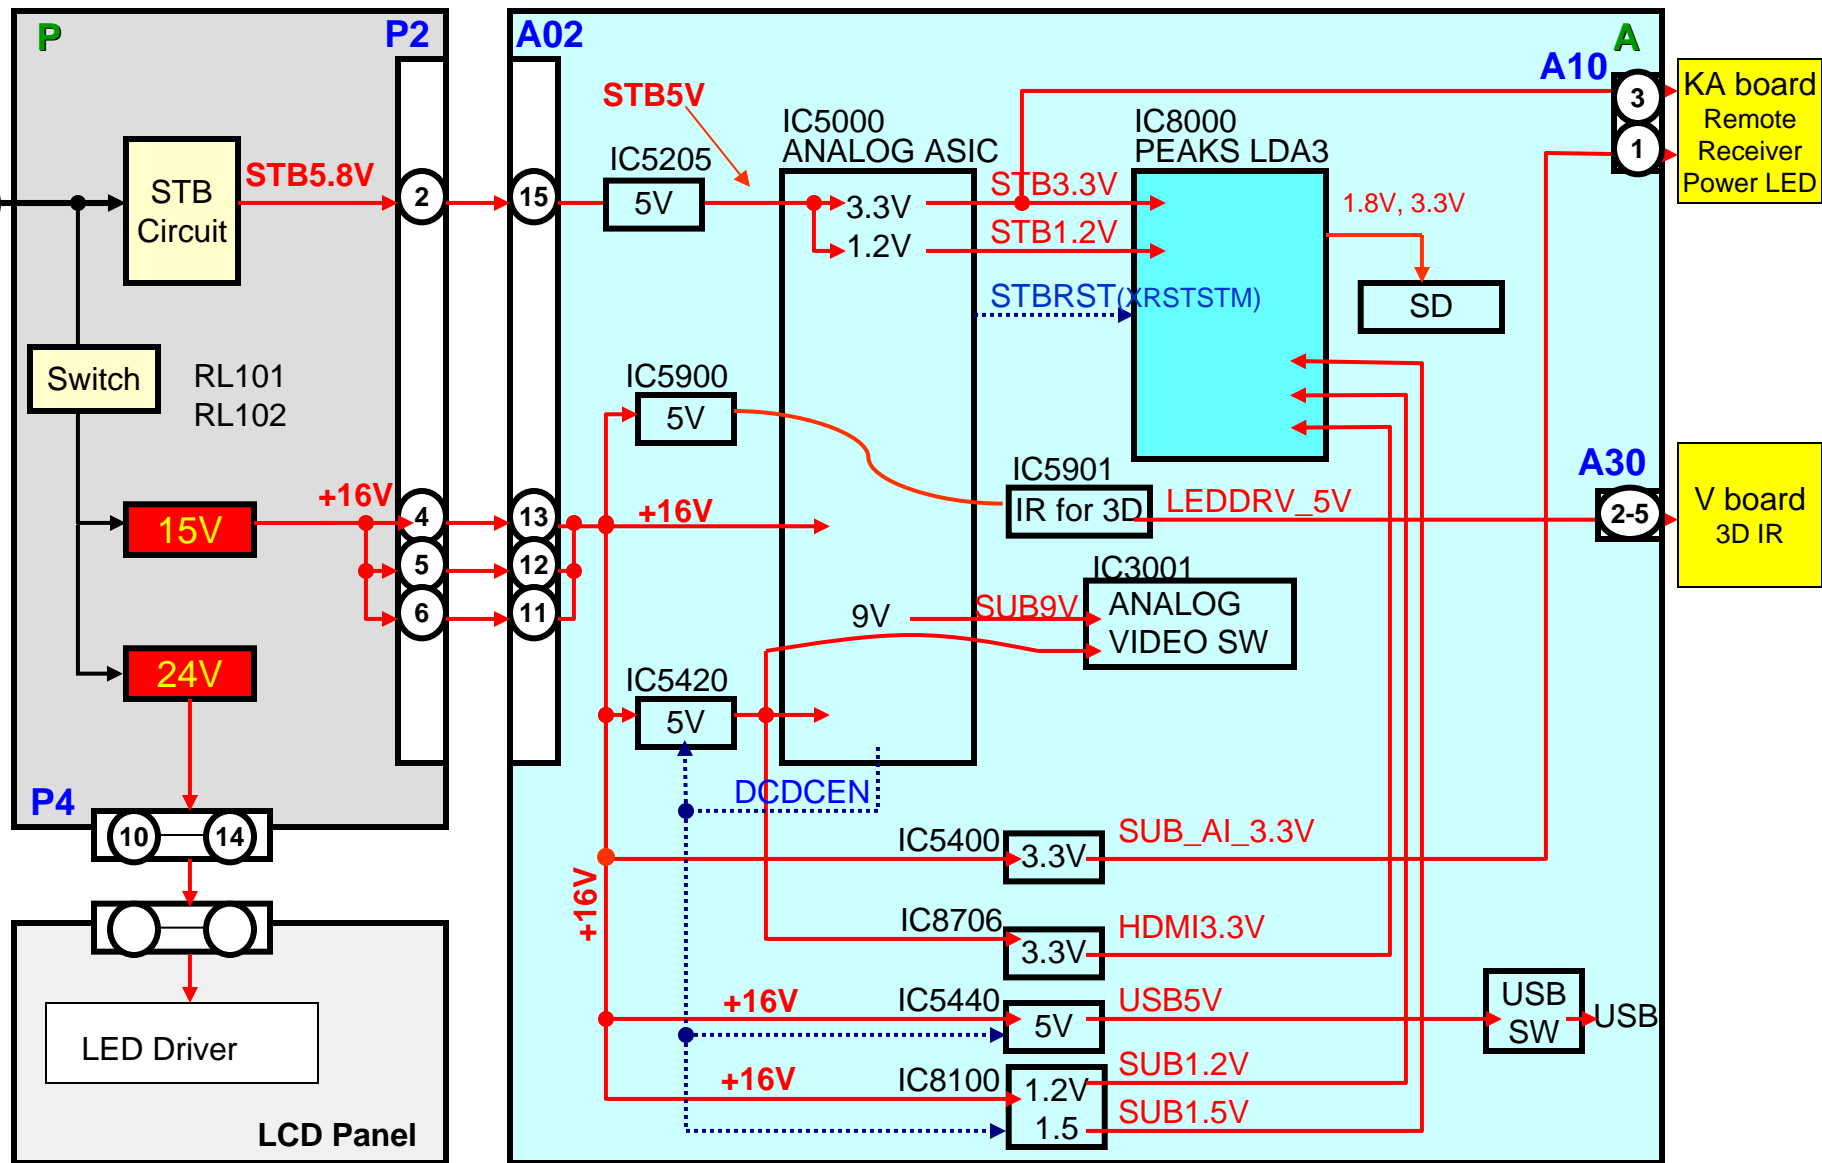 P
P2
A02
A
A10
KA board
Remote
Receiver
Power LED
3
1
STB5V
IC5000
ANALOG ASIC
IC8000
PEAKS LDA3
IC5205
5V
STB
Circuit
STB5.8V
2
15
3.3V
1.2V
STB3.3V
STB1.2V
1.8V, 3.3V
SD
STBRST(XRSTSTM)
Switch
RL101
RL102
IC5900
5V
IC5901
IR for 3D
LEDDRV_5V
A30
2-5
V board
3D IR
15V
+16V
4
5
6
13
12
11
+16V
IC3001
ANALOG
VIDEO SW
9V
SUB9V
24V
IC5420
5V
DCDCEN
P4
10
14
IC5400
3.3V
SUB_AI_3.3V
+16V
IC8706
3.3V
HDMI3.3V
+16V
IC5440
5V
USB5V
USB
SW
USB
+16V
IC8100
1.2V
1.5
SUB1.2V
SUB1.5V
LED Driver
LCD Panel